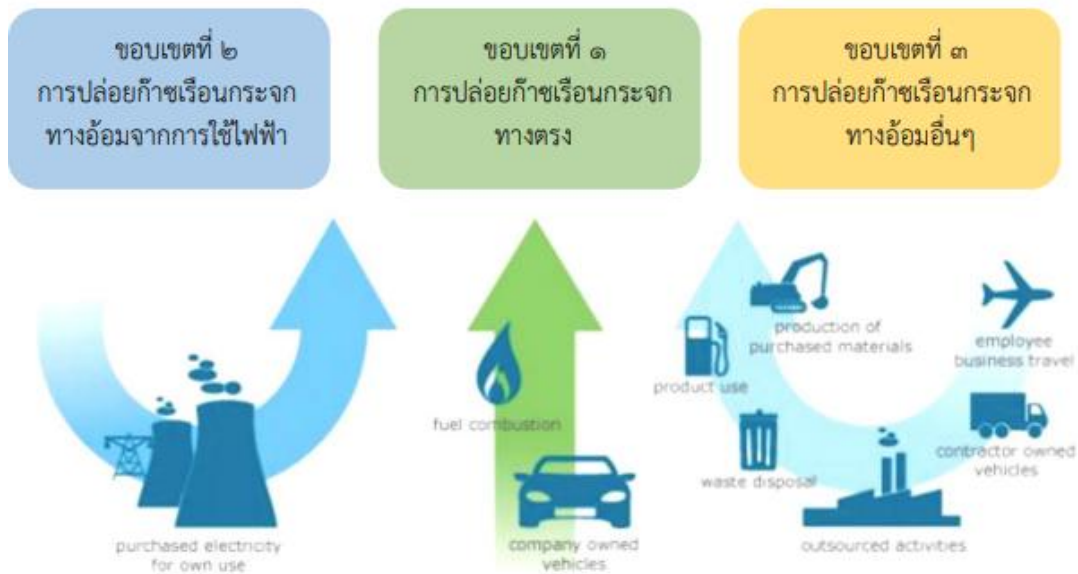 ขอบเขตที่ ๒
การปล่อยก๊าซเรือนกระจก
ทางอ้อมจากการใช้ไฟฟ้า
ขอบเขตที่ ๑
การปล่อยก๊าซเรือนกระจก
ทางตรง
ขอบเขตที่ ๓
การปล่อยก๊าซเรือนกระจก
ทางอ้อมอื่นๆ
purchased electricity
for own use
fuel combustion
company owned
vehicles
production of
purchased materials
employee
business travel
product use
contractor owned
vehicles
waste disposal
outsourced activities